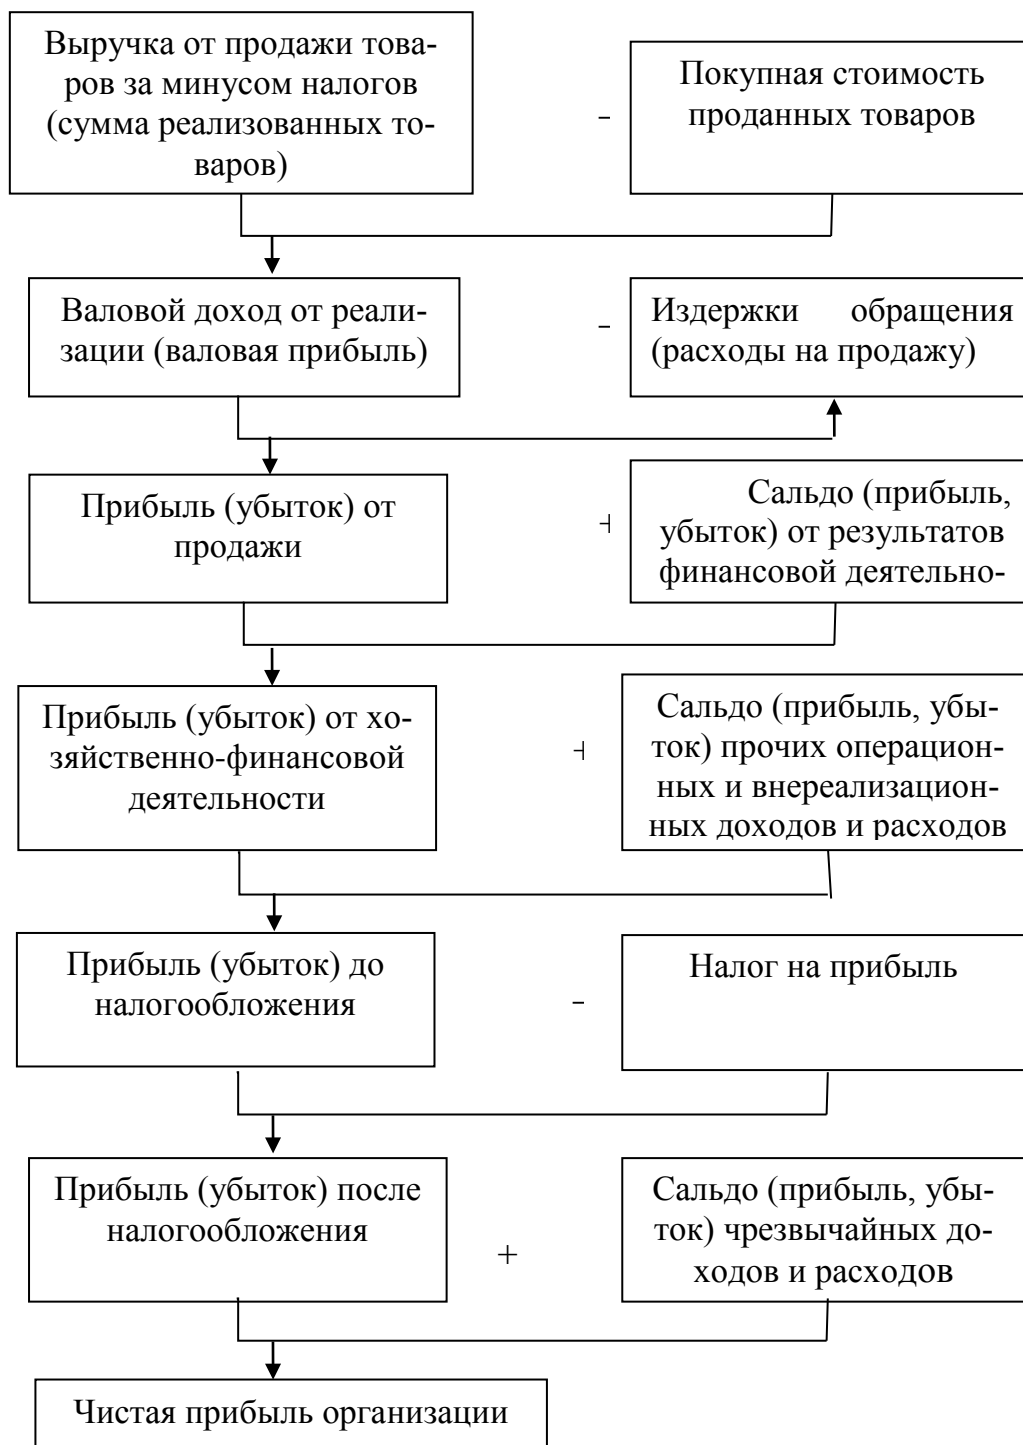 Выручка от продажи това-
ров за минусом налогов
(сумма реализованных то-
варов)
-
Покупная стоимость
проданных товаров
Валовой доход от реали-
зации (валовая прибыль)
-
Издержки обращения
(расходы на продажу)
Прибыль (убыток) от
продажи
+
Сальдо (прибыль,
убыток) от результатов
финансовой деятельно-
Прибыль (убыток) от хо-
зяйственно-финансовой
деятельности
+
Сальдо (прибыль, убы-
ток) прочих операцион-
ных и внереализацион-
ных доходов и расходов
Прибыль (убыток) до
налогообложения
-
Налог на прибыль
Прибыль (убыток) после
налогообложения
+
Сальдо (прибыль, убы-
ток) чрезвычайных до-
ходов и расходов
Чистая прибыль организации